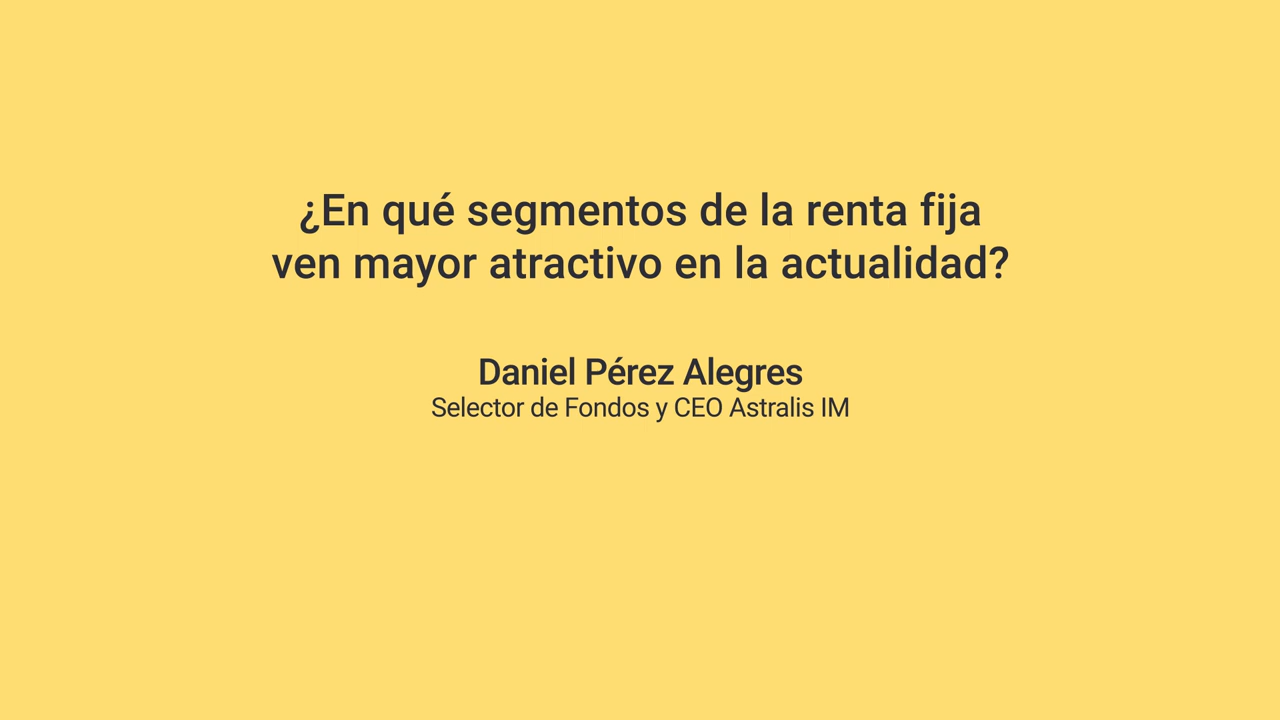 ¿En qué segmentos de la renta fija
ven mayor atractivo en la actualidad?
Daniel Pérez Alegres
Selector de Fondos y CEO Astralis IM